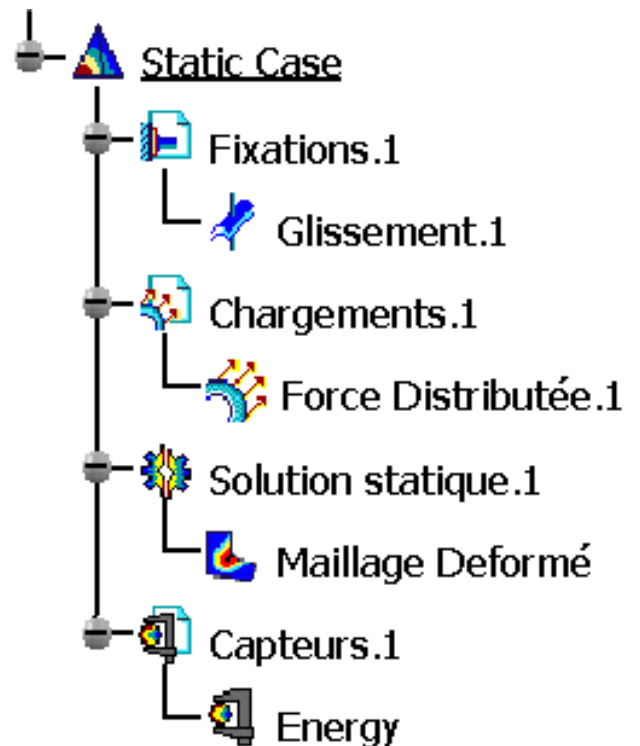 Static Case
Fixations.1
Glissement.1
Chargements.1
Force Distributée.1
Solution statique.1
Maillage Deformé
Capteurs.1
Energy